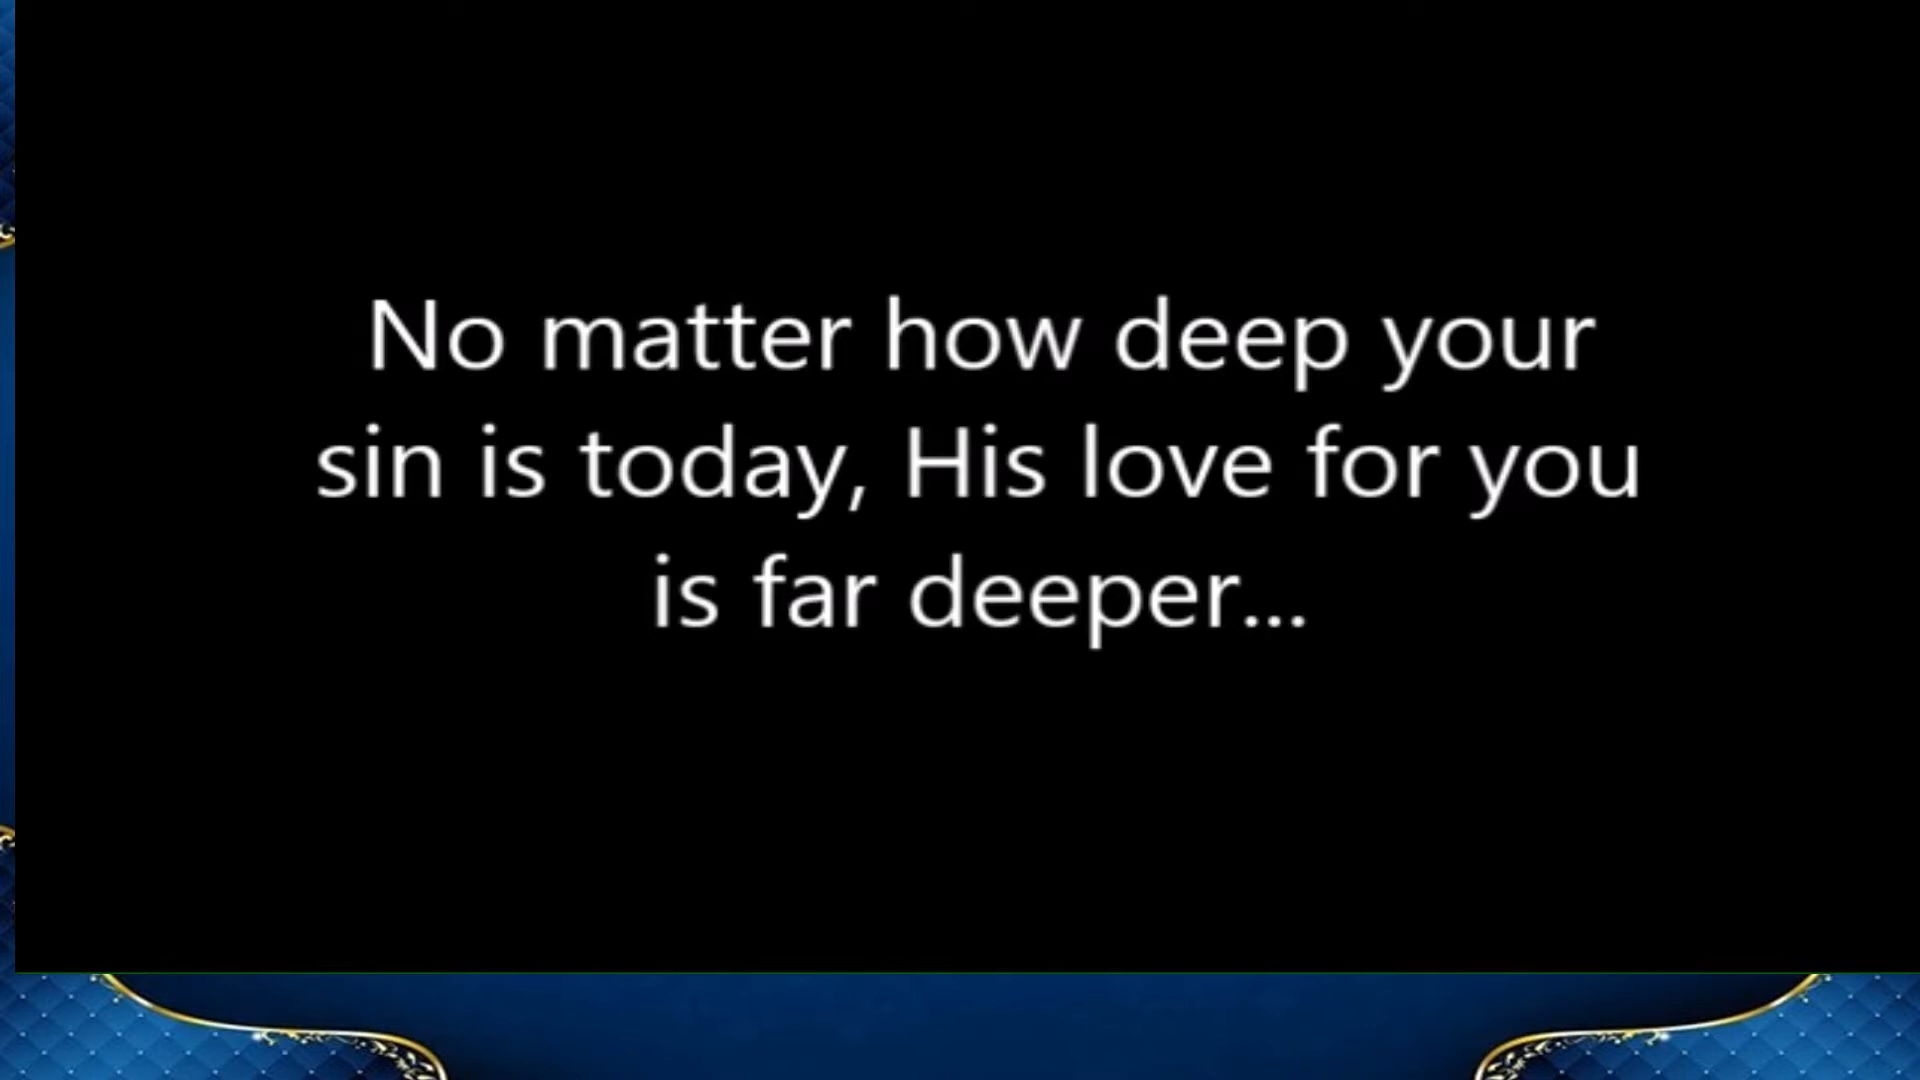 No matter how deep your
sin is today, His love for you
is far deeper...